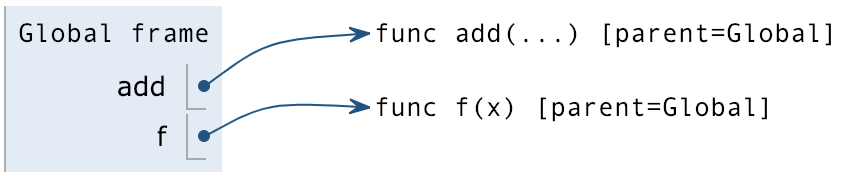 Global frame
func add(...) [parent=Global]
add
func f(x) [parent=Global]
f